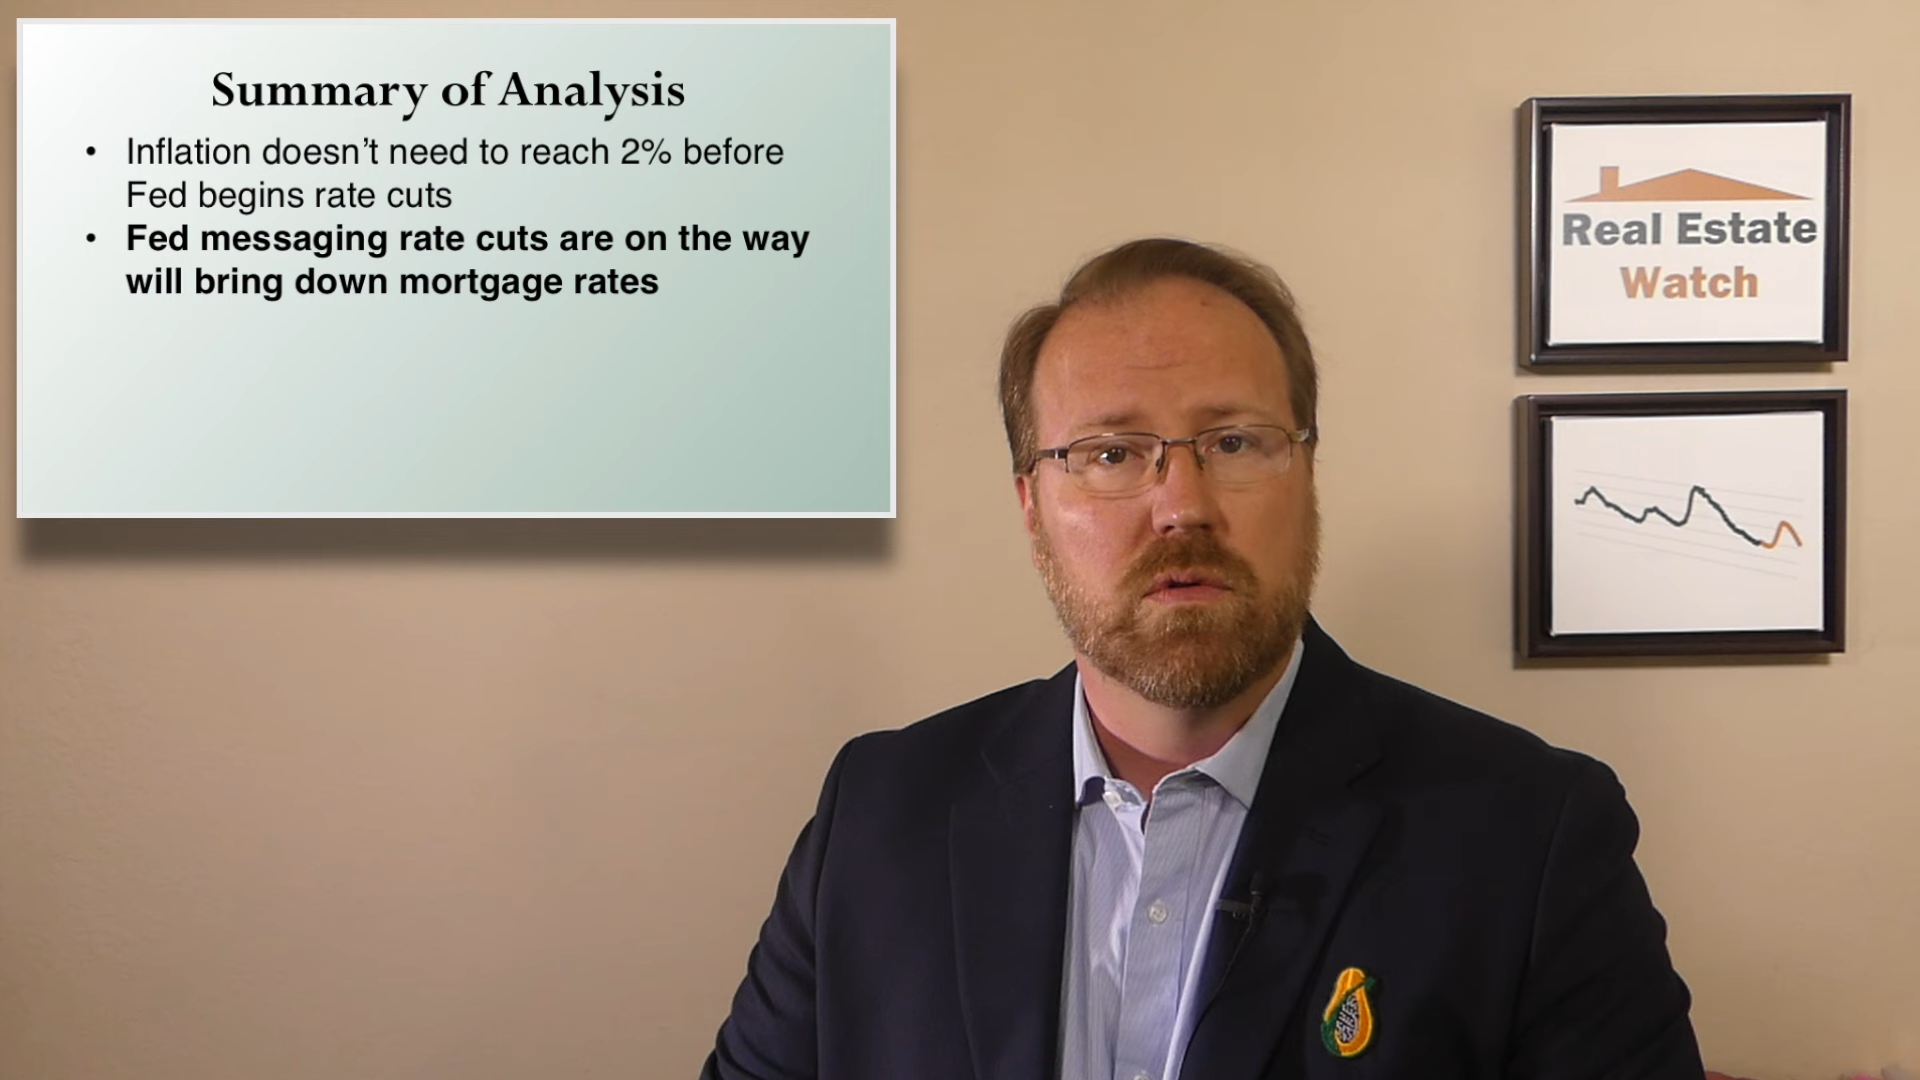 Summary of Analysis
• Inflation doesn't need to reach 2% before
Fed begins rate cuts
• Fed messaging rate cuts are on the way
will bring down mortgage rates
Real Estate
Watch